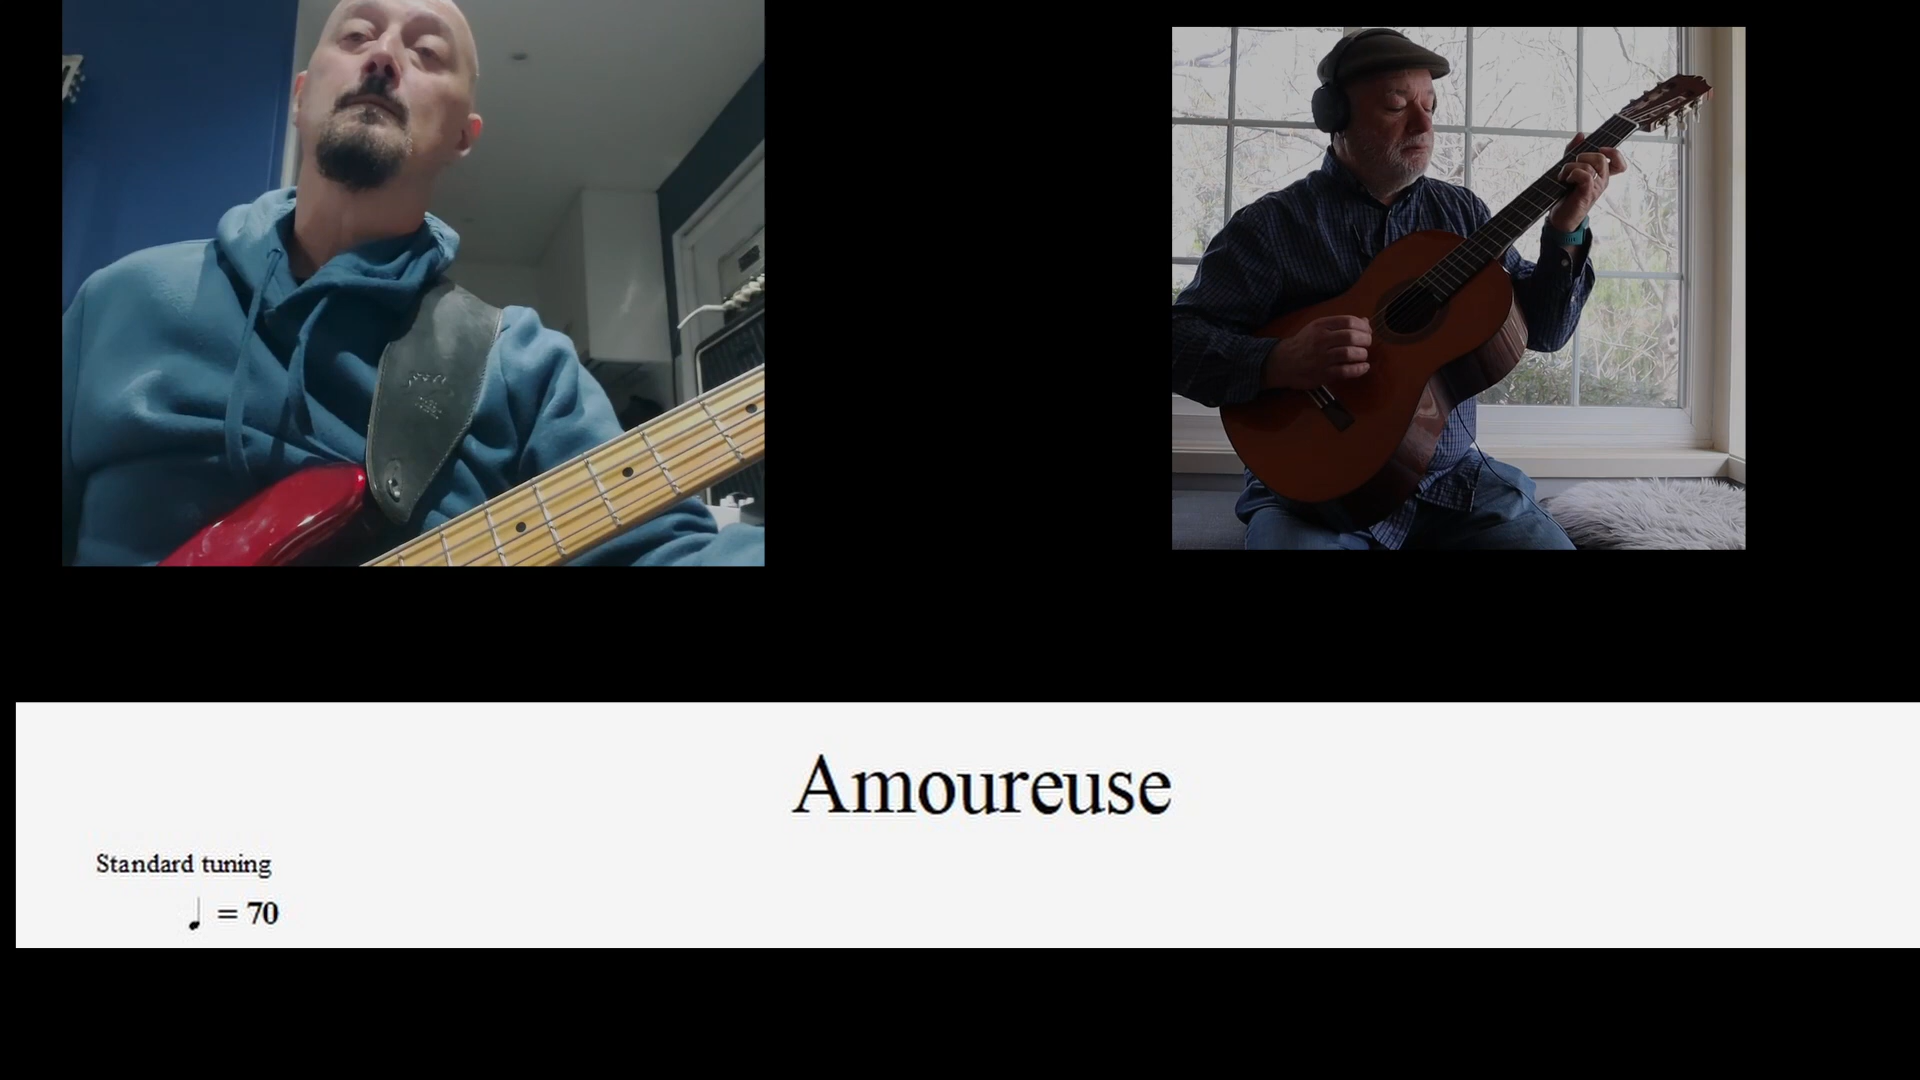 Amoureuse
Standard tuning
♩ = 70